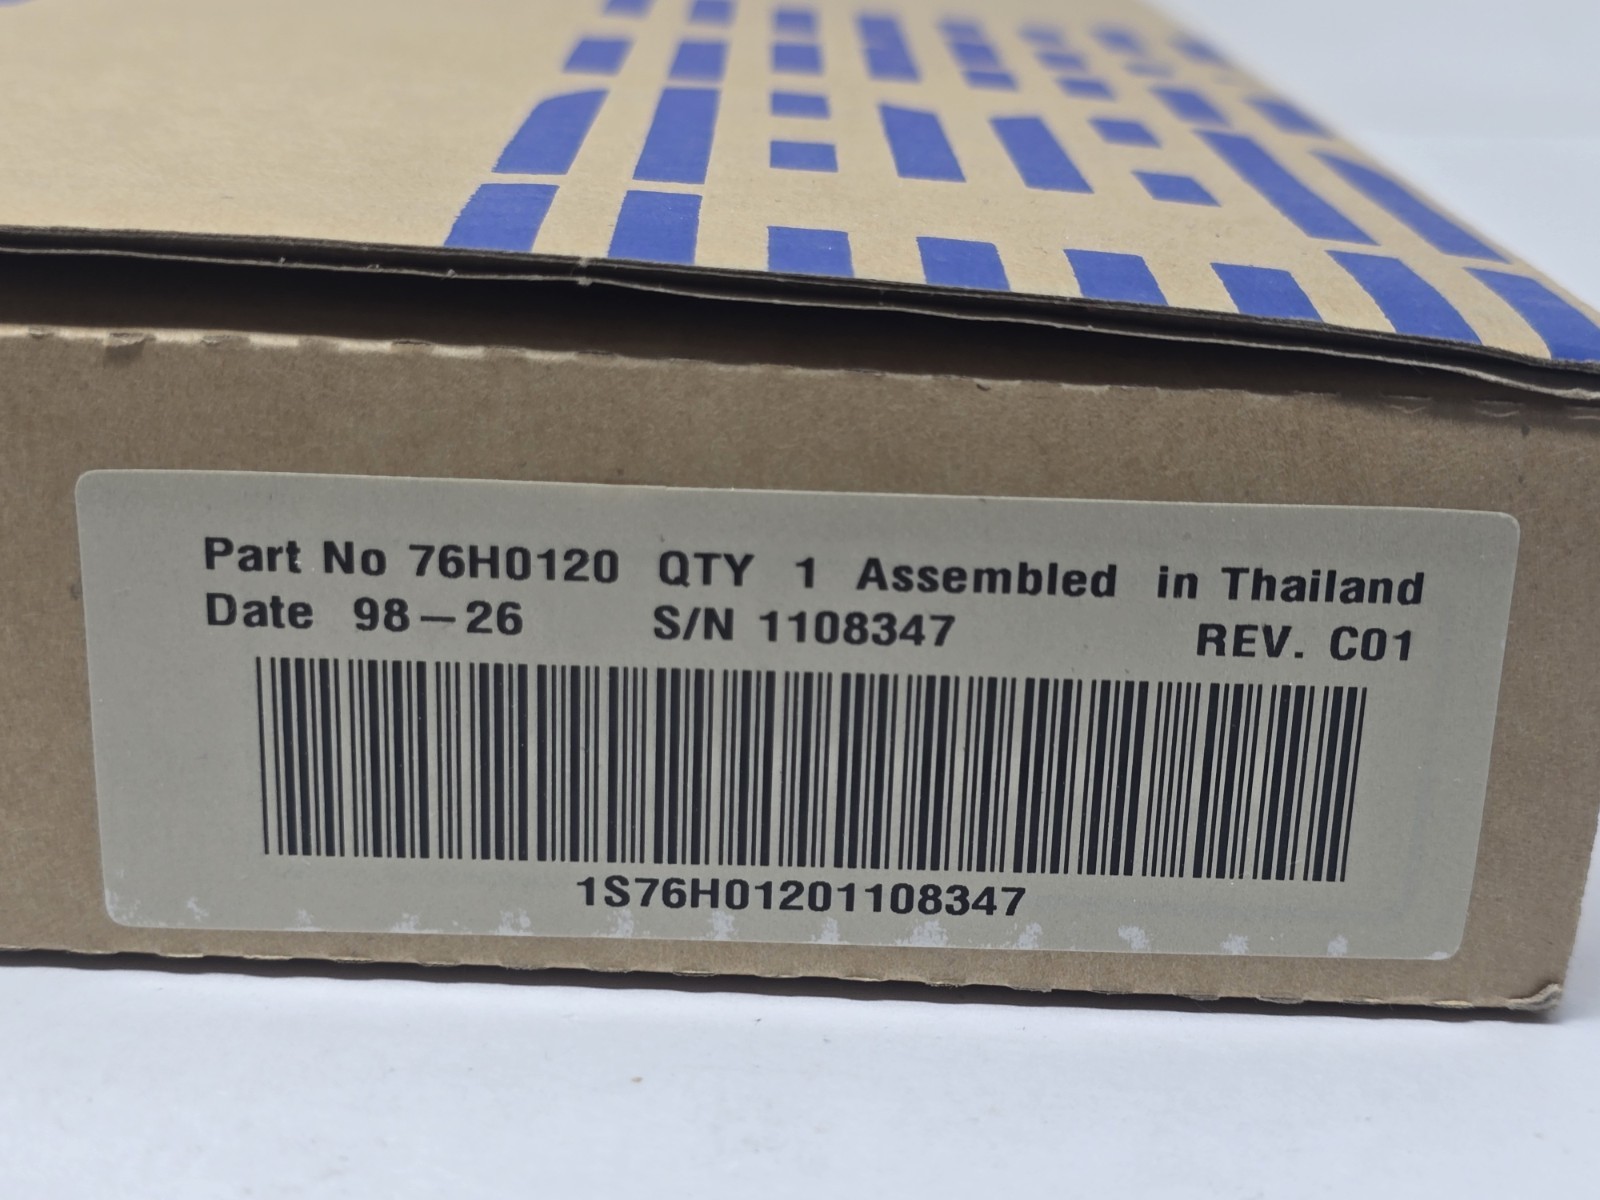 Part No 76H0120 QTY 1 Assembled in Thailand
Date 98-26 S/N 1108347 REV. C01
1S76H01201108347